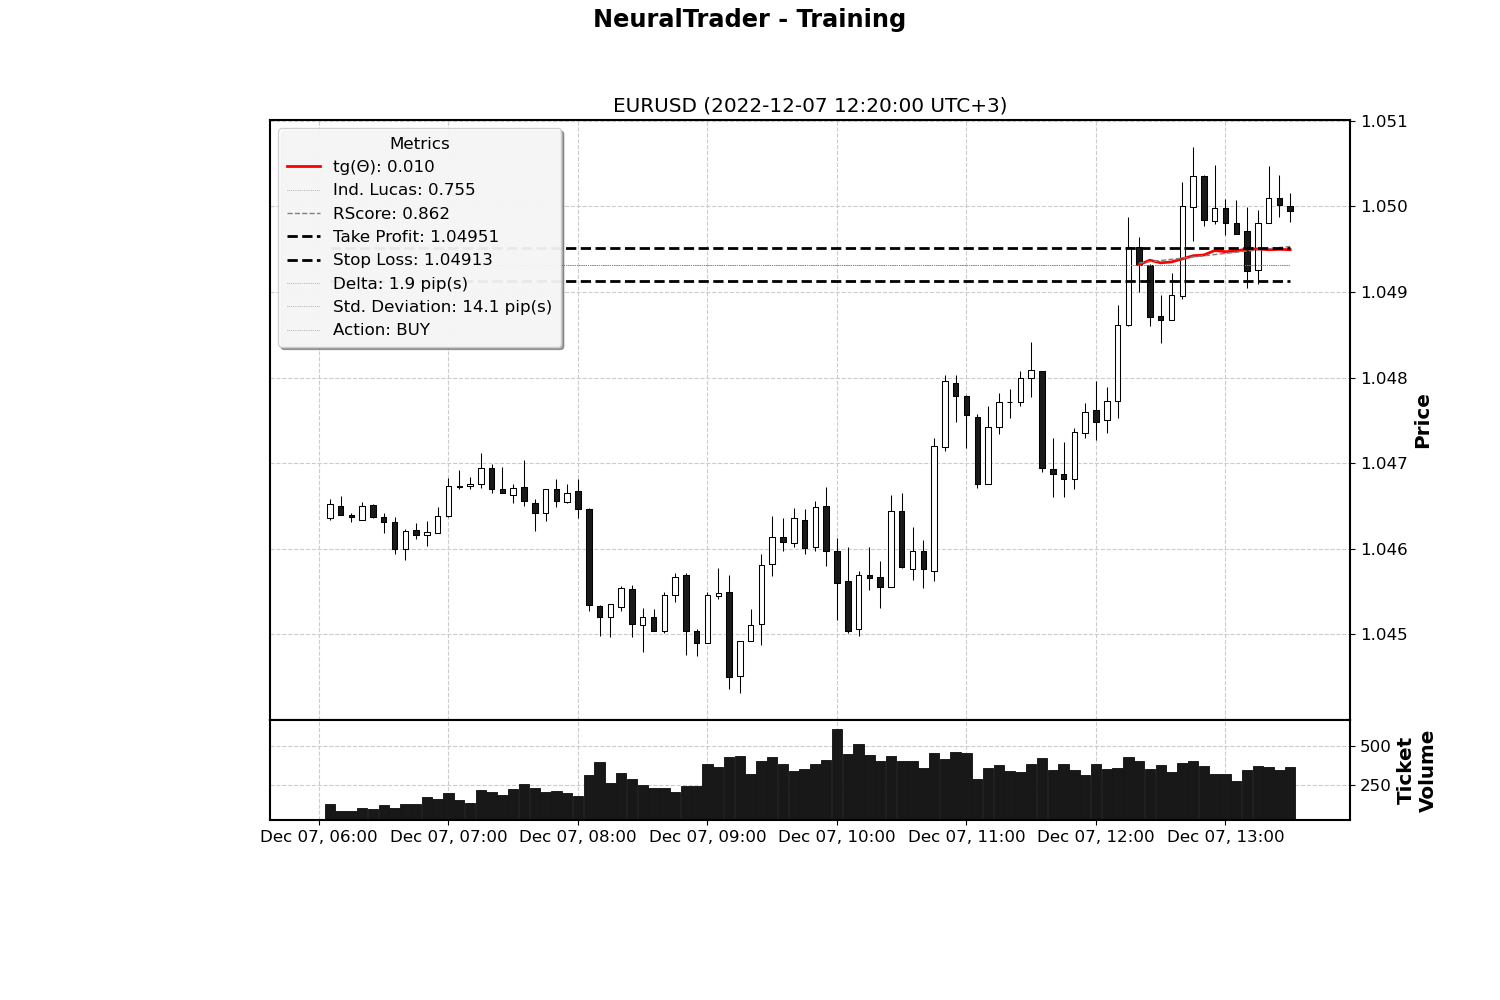 NeuralTrader - Training
EURUSD (2022-12-07 12:20:00 UTC+3)
Metrics
tg(Θ): 0.010
Ind. Lucas: 0.755
RScore: 0.862
Take Profit: 1.04951
Stop Loss: 1.04913
Delta: 1.9 pip(s)
Std. Deviation: 14.1 pip(s)
Action: BUY
1.051
1.050
1.049
1.048
1.047
1.046
1.045
Price
500
250
Ticket
Volume
Dec 07, 06:00 Dec 07, 07:00 Dec 07, 08:00 Dec 07, 09:00 Dec 07, 10:00 Dec 07, 11:00 Dec 07, 12:00 Dec 07, 13:00